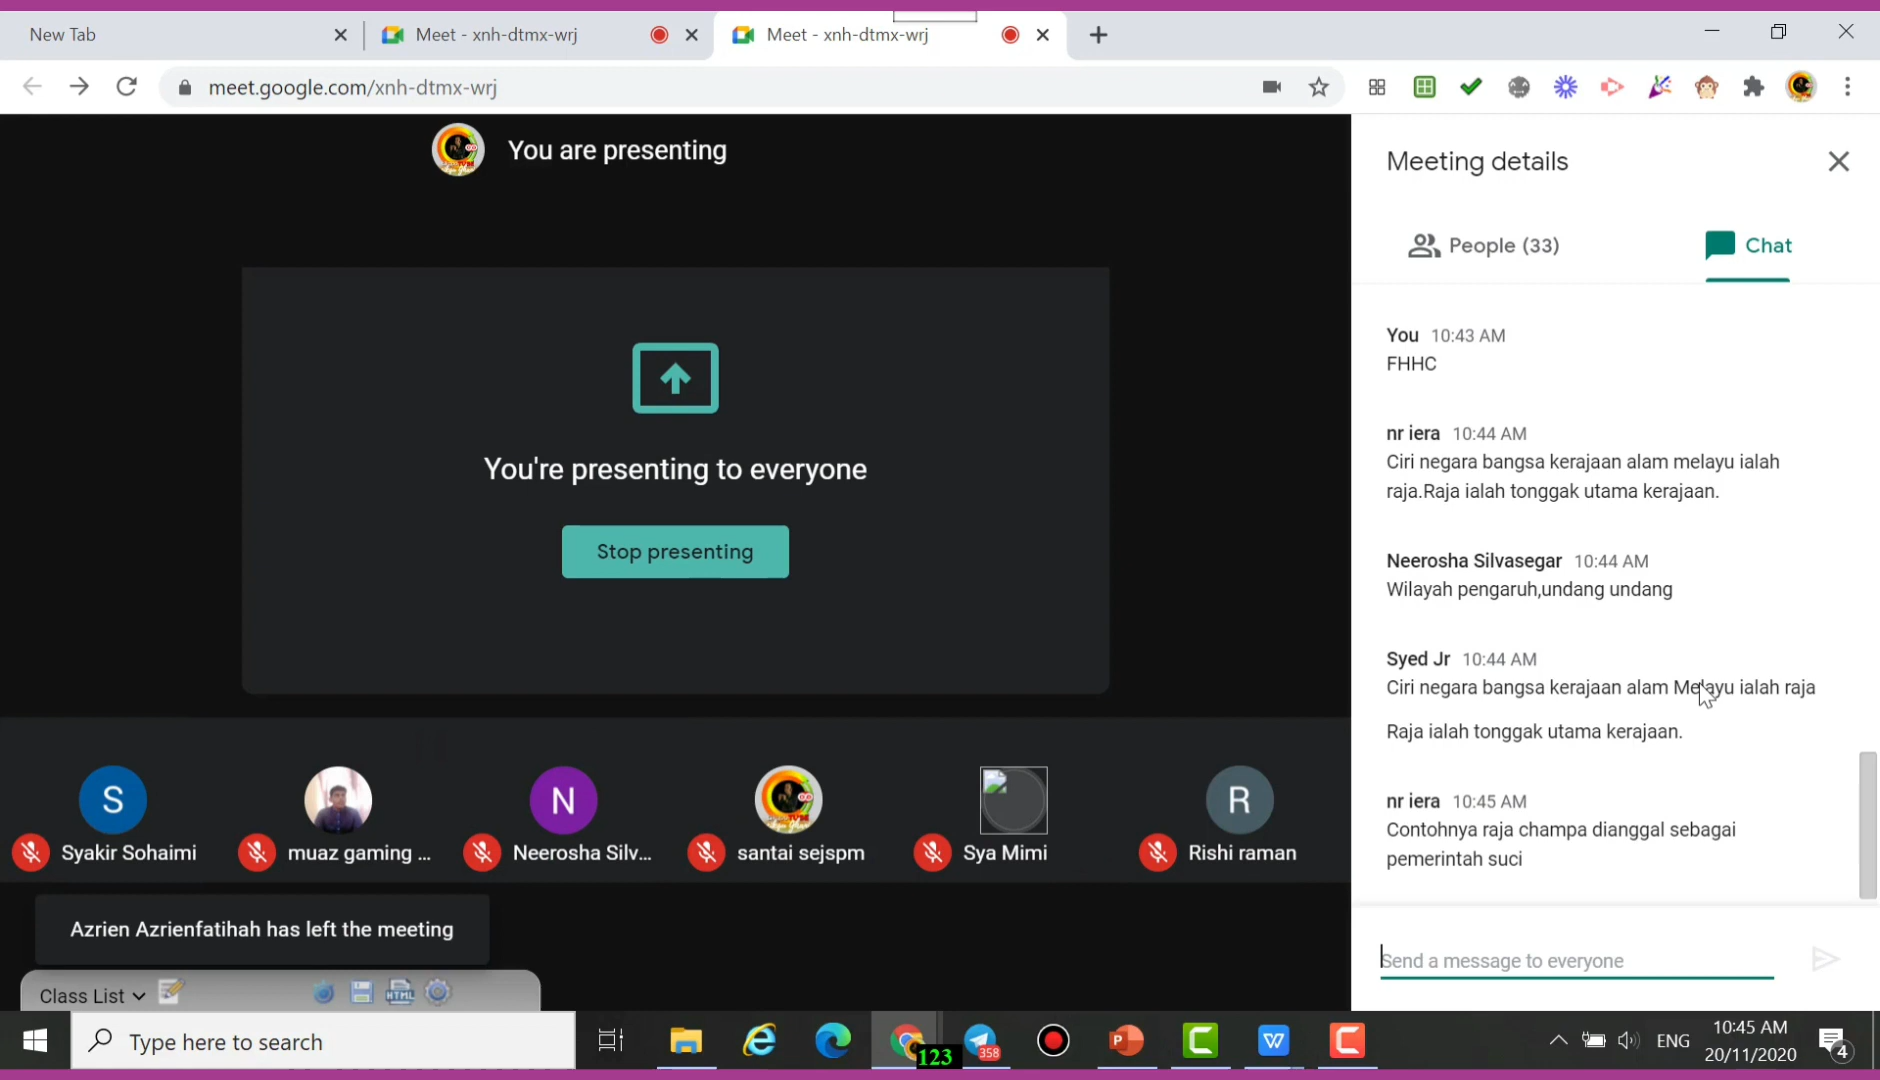 New Tab
Meet - xnh-dtmx-wrj
Meet - xnh-dtmx-wrj
meet.google.com/xnh-dtmx-wrj
You are presenting
You're presenting to everyone
Stop presenting
Syakir Sohaimi
muaz gaming ...
Neerosha Silv...
santai sejspm
Sya Mimi
Rishi raman
S
N
R
Azrien Azrienfatihah has left the meeting
Class List
HTML
Meeting details
People (33)
Chat
You 10:43 AM
FHHC
nr iera 10:44 AM
Ciri negara bangsa kerajaan alam melayu ialah
raja.Raja ialah tonggak utama kerajaan.
Neerosha Silvasegar 10:44 AM
Wilayah pengaruh,undang undang
Syed Jr 10:44 AM
Ciri negara bangsa kerajaan alam Melayu ialah raja
Raja ialah tonggak utama kerajaan.
nr iera 10:45 AM
Contohnya raja champa dianggal sebagai
pemerintah suci
Send a message to everyone
Type here to search
123
358
P
W
ENG
10:45 AM
20/11/2020
4